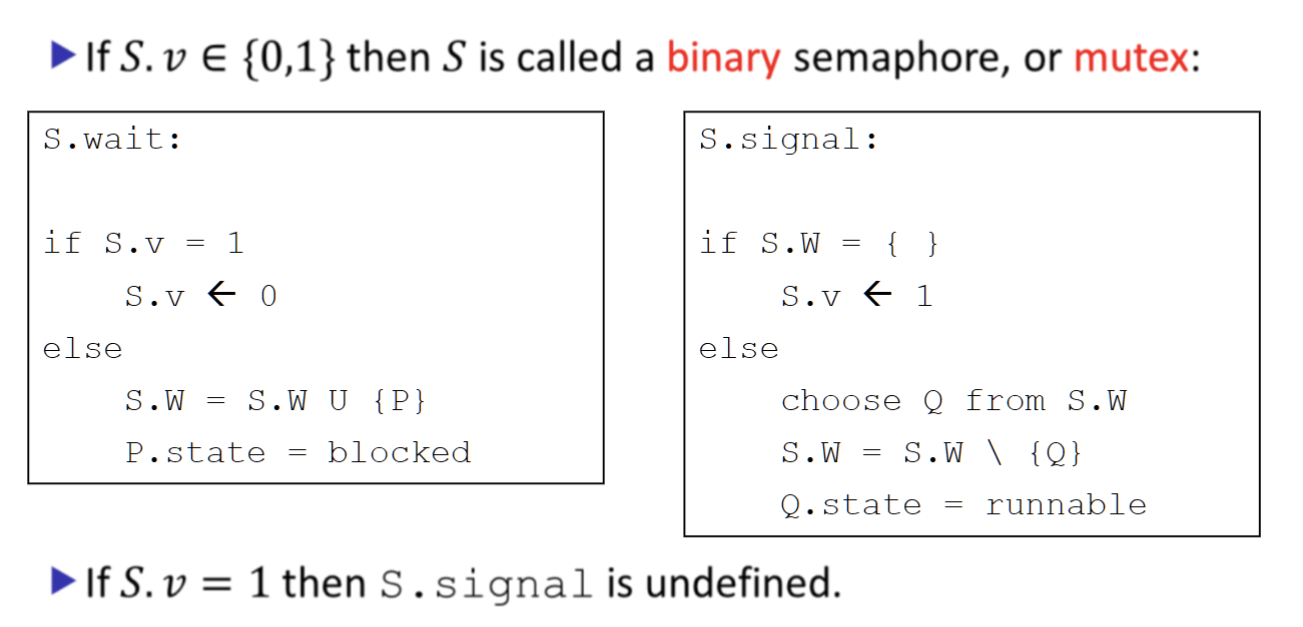 ▶ If S. v ∈ {0,1} then S is called a binary semaphore, or mutex:
S.wait:
if S.v = 1
S.v ← 0
else
S.W = S.W U {P}
P.state = blocked
S.signal:
if S.W = { }
S.v ← 1
else
choose Q from S.W
S.W = S.W \ {Q}
Q.state = runnable
▶ If S. v = 1 then S.signal is undefined.